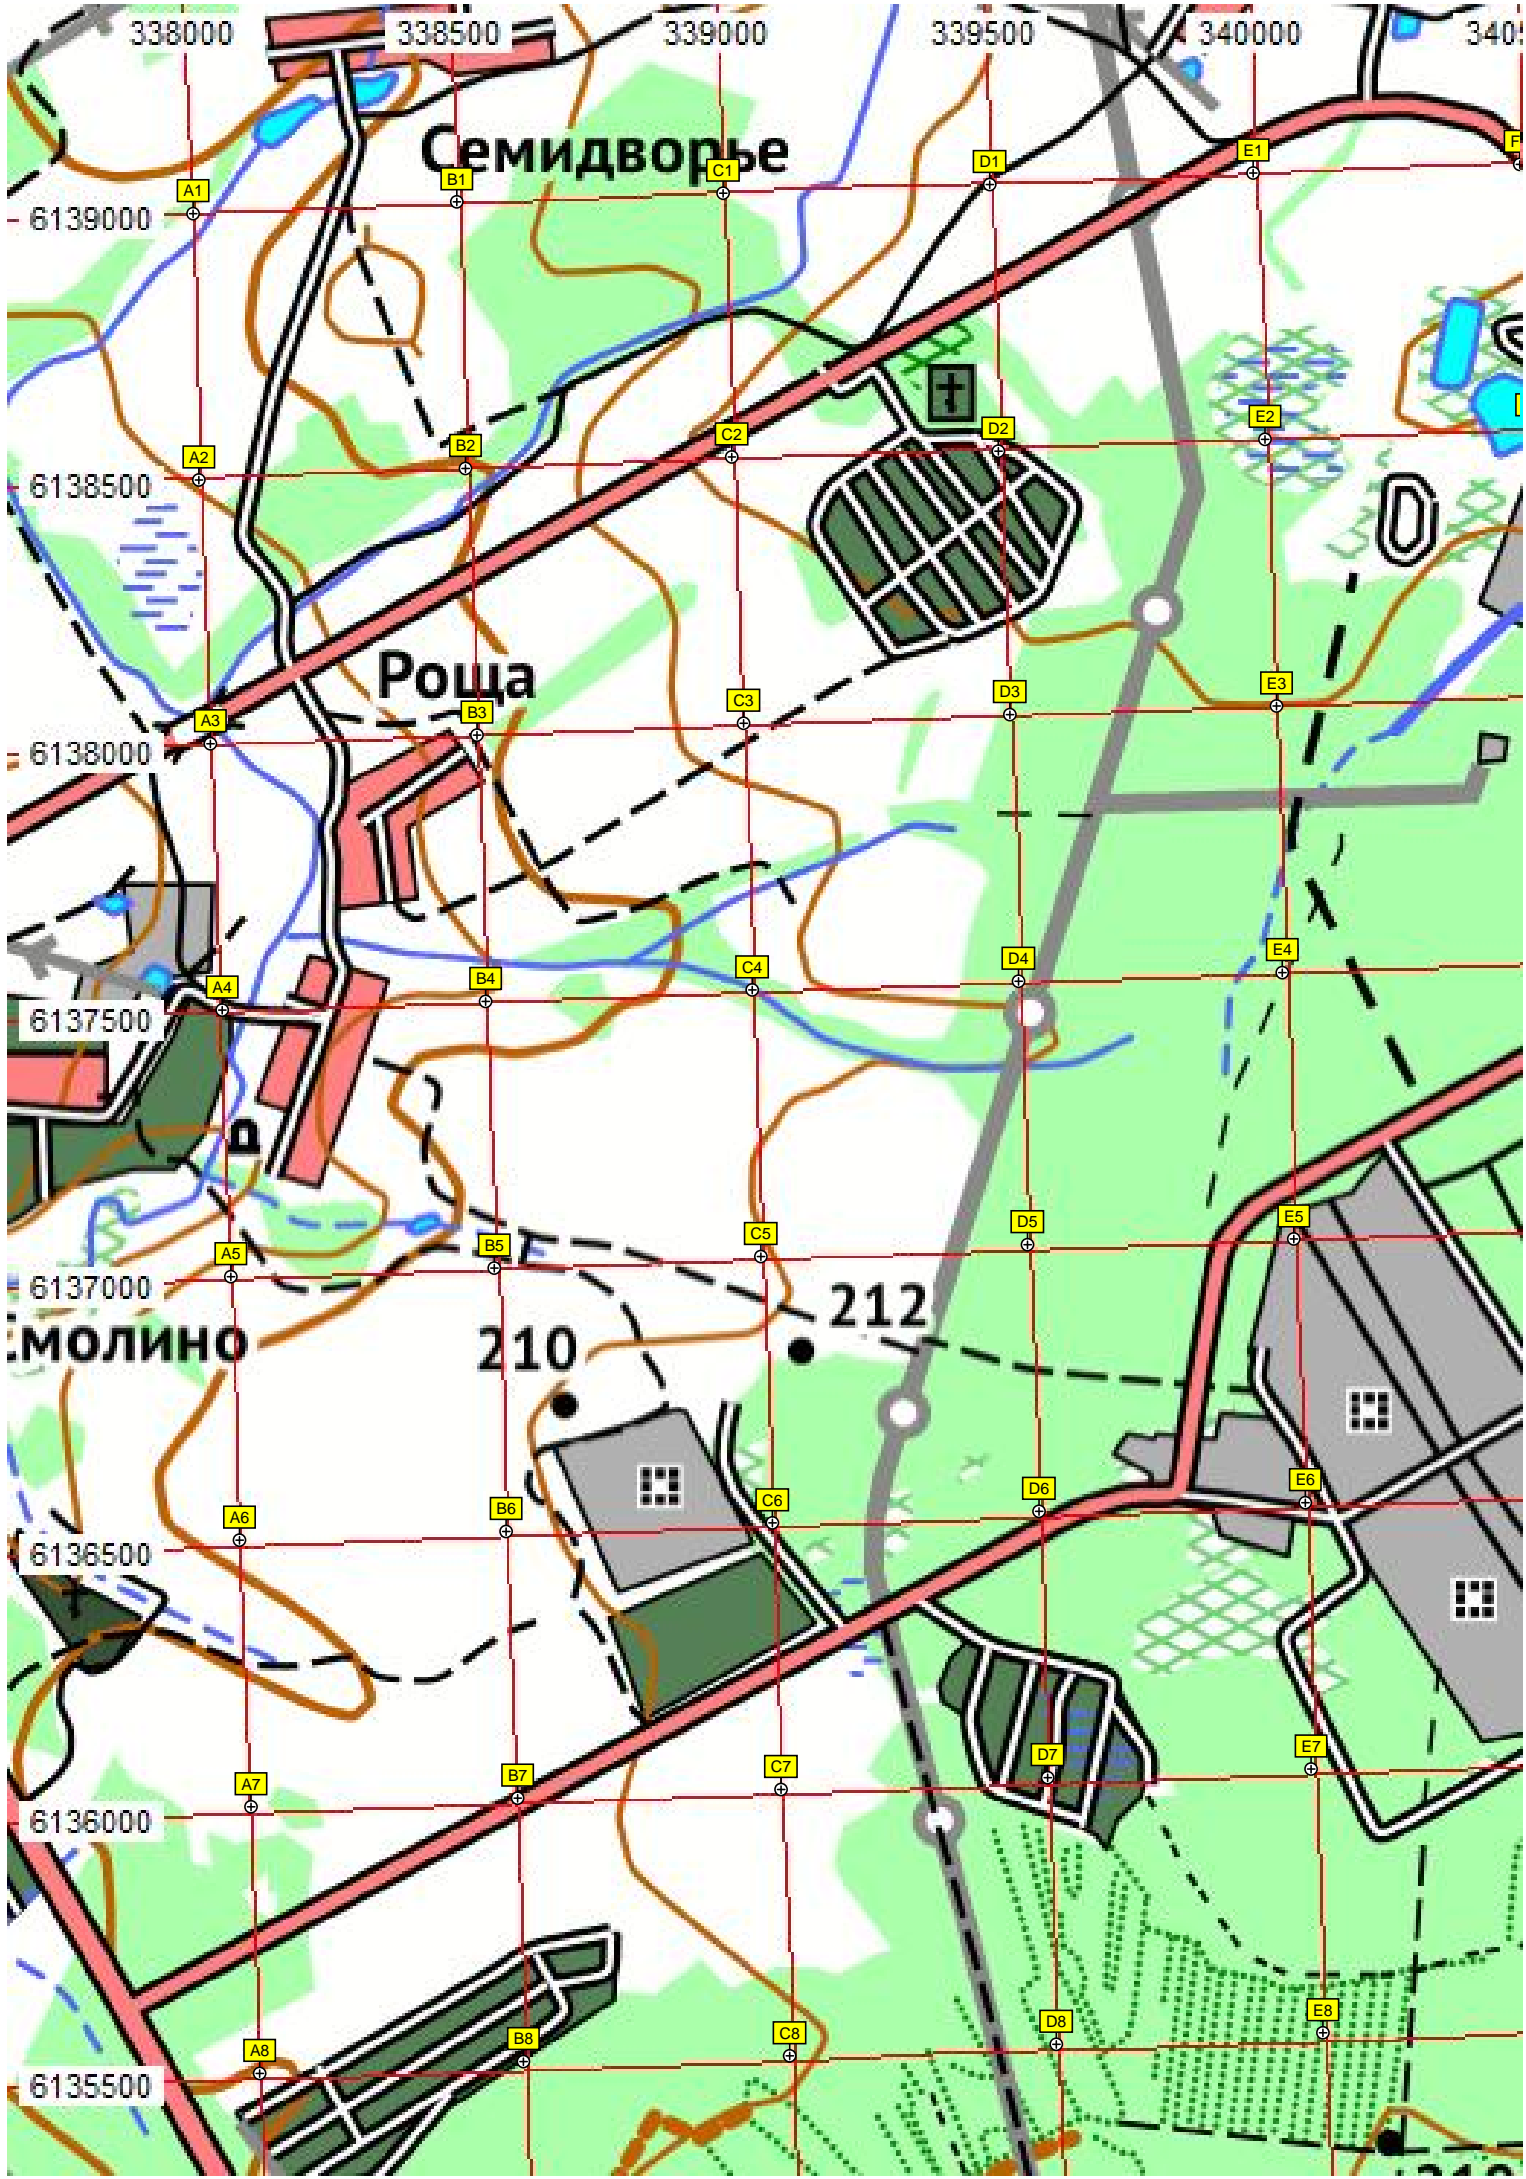 338000 338500 339000 339500 340000 340
Семидворье
A1 B1 C1 D1 E1 F
6139000
A2 B2 C2 D2 E2
6138500
Роща
A3 B3 C3 D3 E3
6138000
A4 B4 C4 D4 E4
6137500
A5 B5 C5 D5 E5
6137000
212
смолино 210
A6 B6 C6 D6 E6
6136500
A7 B7 C7 D7 E7
6136000
A8 B8 C8 D8 E8
6135500